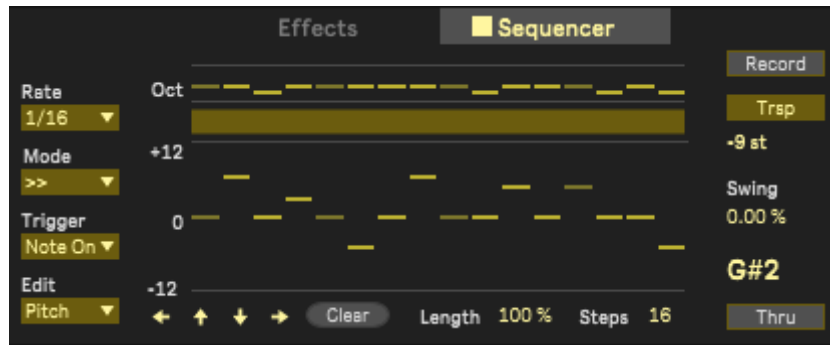 Effects
Sequencer
Record
Rate
Oct
1/16
Trsp
-9 st
Mode
+12
>>
Swing
Trigger
0
0.00 %
Note On
G#2
Edit
-12
Pitch
Clear
Length 100 %
Steps 16
Thru